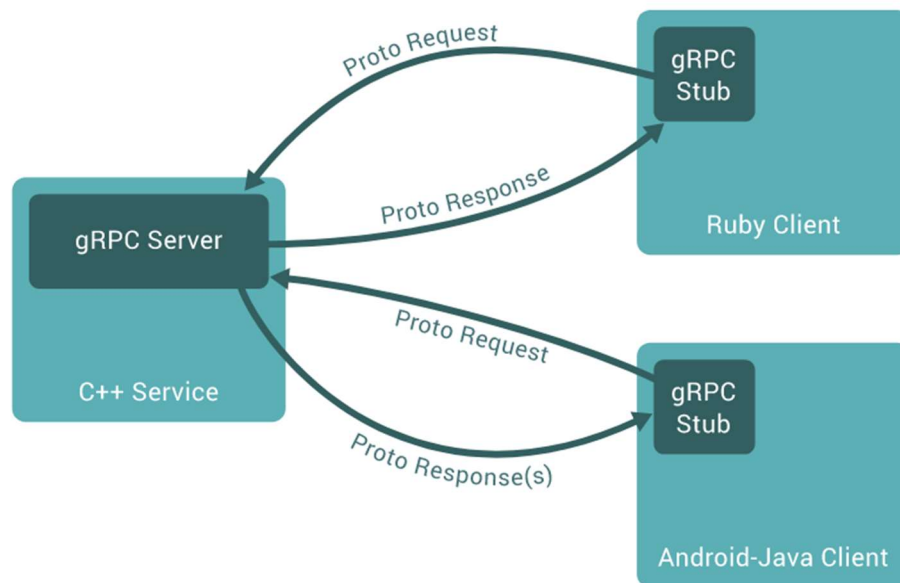 Proto Request
gRPC
Stub
Proto Response
Ruby Client
gRPC Server
C++ Service
Proto Request
gRPC
Stub
Proto Response(s)
Android-Java Client